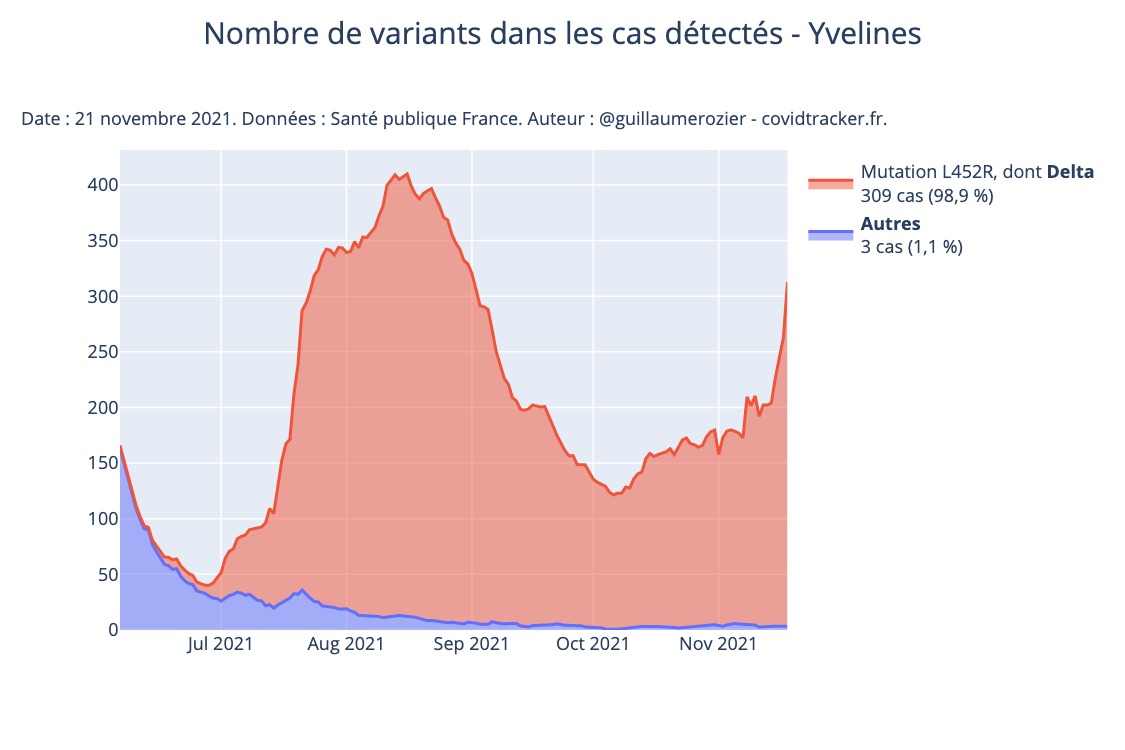 Nombre de variants dans les cas détectés - Yvelines
Date : 21 novembre 2021. Données : Santé publique France. Auteur : @guillaumerozier - covidtracker.fr.
Mutation L452R, dont Delta
309 cas (98,9 %)
Autres
3 cas (1,1 %)
400
350
300
250
200
150
100
50
0
Jul 2021
Aug 2021
Sep 2021
Oct 2021
Nov 2021